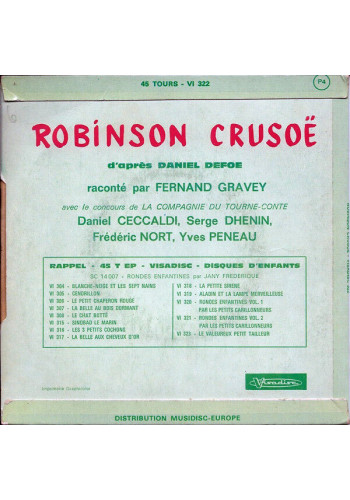 45 TOURS - VI 322
P4
ROBINSON CRUSOË
d'après DANIEL DEFOE
raconté par FERNAND GRAVEY
avec le concours de LA COMPAGNIE DU TOURNE-CONTE
Daniel CECCALDI, Serge DHENIN,
Frédéric NORT, Yves PENEAU
RAPPEL - 45 T EP - VISADISC - DISQUES D'ENFANTS
SC 14 007 - RONDES ENFANTINES par JANY FREDERIQUE
VI 304 - BLANCHE-NEIGE ET LES SEPT NAINS
VI 305 - CENDRILLON
VI 306 - LE PETIT CHAPERON ROUGE
VI 307 - LA BELLE AU BOIS DORMANT
VI 308 - LE CHAT BOTTÉ
VI 315 - SINDBAD LE MARIN
VI 316 - LES 3 PETITS COCHONS
VI 317 - LA BELLE AUX CHEVEUX D'OR
VI 318 - LA PETITE SIRENE
VI 319 - ALADIN ET LA LAMPE MERVEILLEUSE
VI 320 - RONDES ENFANTINES VOL. 1
PAR LES PETITS CARILLONNEURS
VI 321 - RONDES ENFANTINES VOL. 2
PAR LES PETITS CARILLONNEURS
VI 323 - LE VALEUREUX PETIT TAILLEUR
Visadisc
DISTRIBUTION MUSIDISC-EUROPE